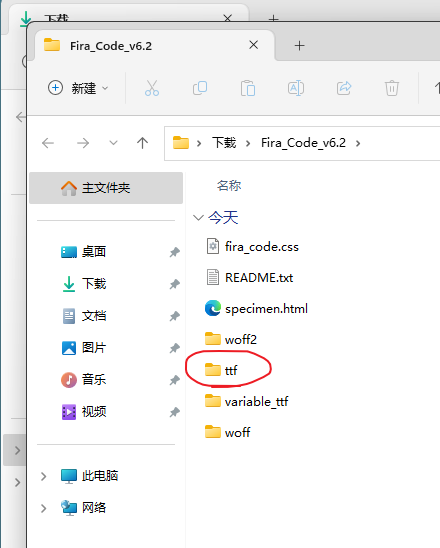 下载
Fira_Code_v6.2
新建
下载 Fira_Code_v6.2
主文件夹
名称
今天
桌面
fira_code.css
下载
README.txt
文档
specimen.html
图片
woff2
音乐
ttf
视频
variable_ttf
woff
此电脑
网络